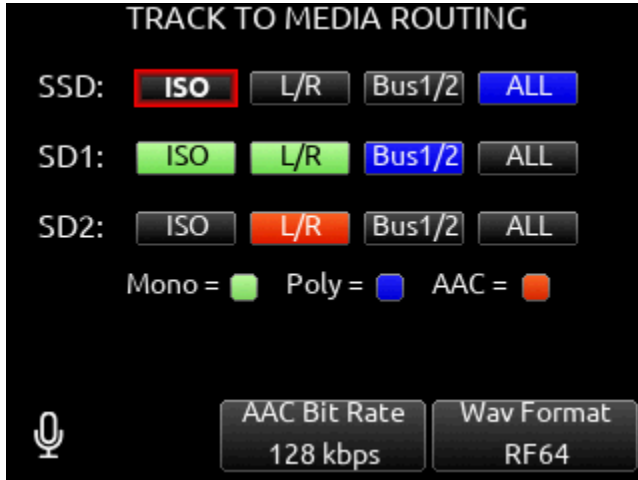 TRACK TO MEDIA ROUTING
SSD: ISO L/R Bus1/2 ALL
SD1: ISO L/R Bus1/2 ALL
SD2: ISO L/R Bus1/2 ALL
Mono = Poly = AAC =
AAC Bit Rate Wav Format
128 kbps RF64